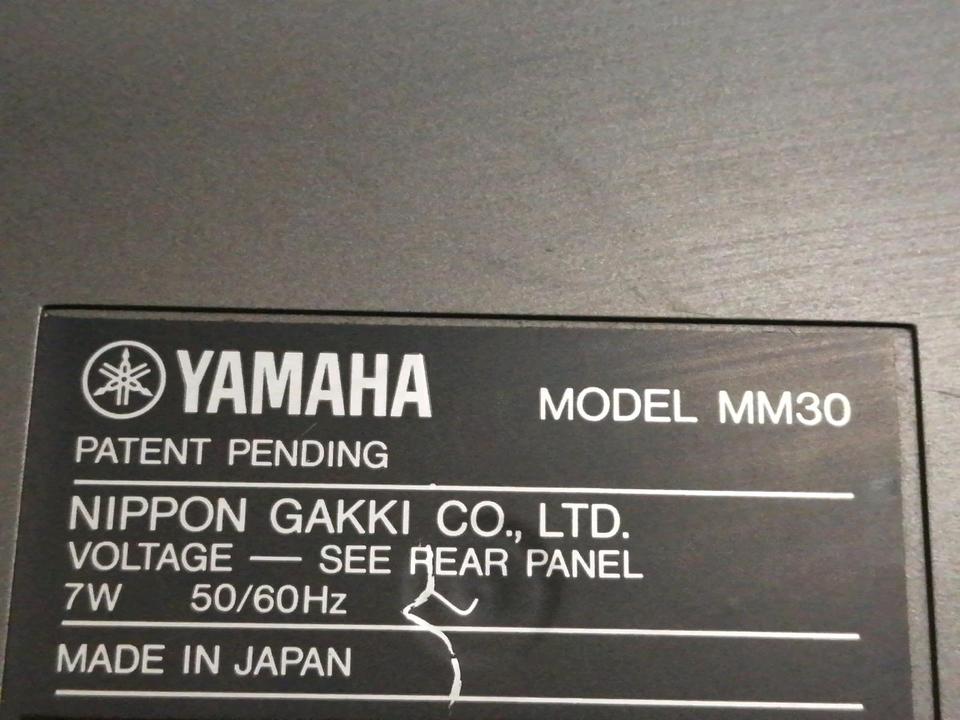 YAMAHA MODEL MM30
PATENT PENDING
NIPPON GAKKI CO., LTD.
VOLTAGE — SEE REAR PANEL
7W 50/60Hz
MADE IN JAPAN